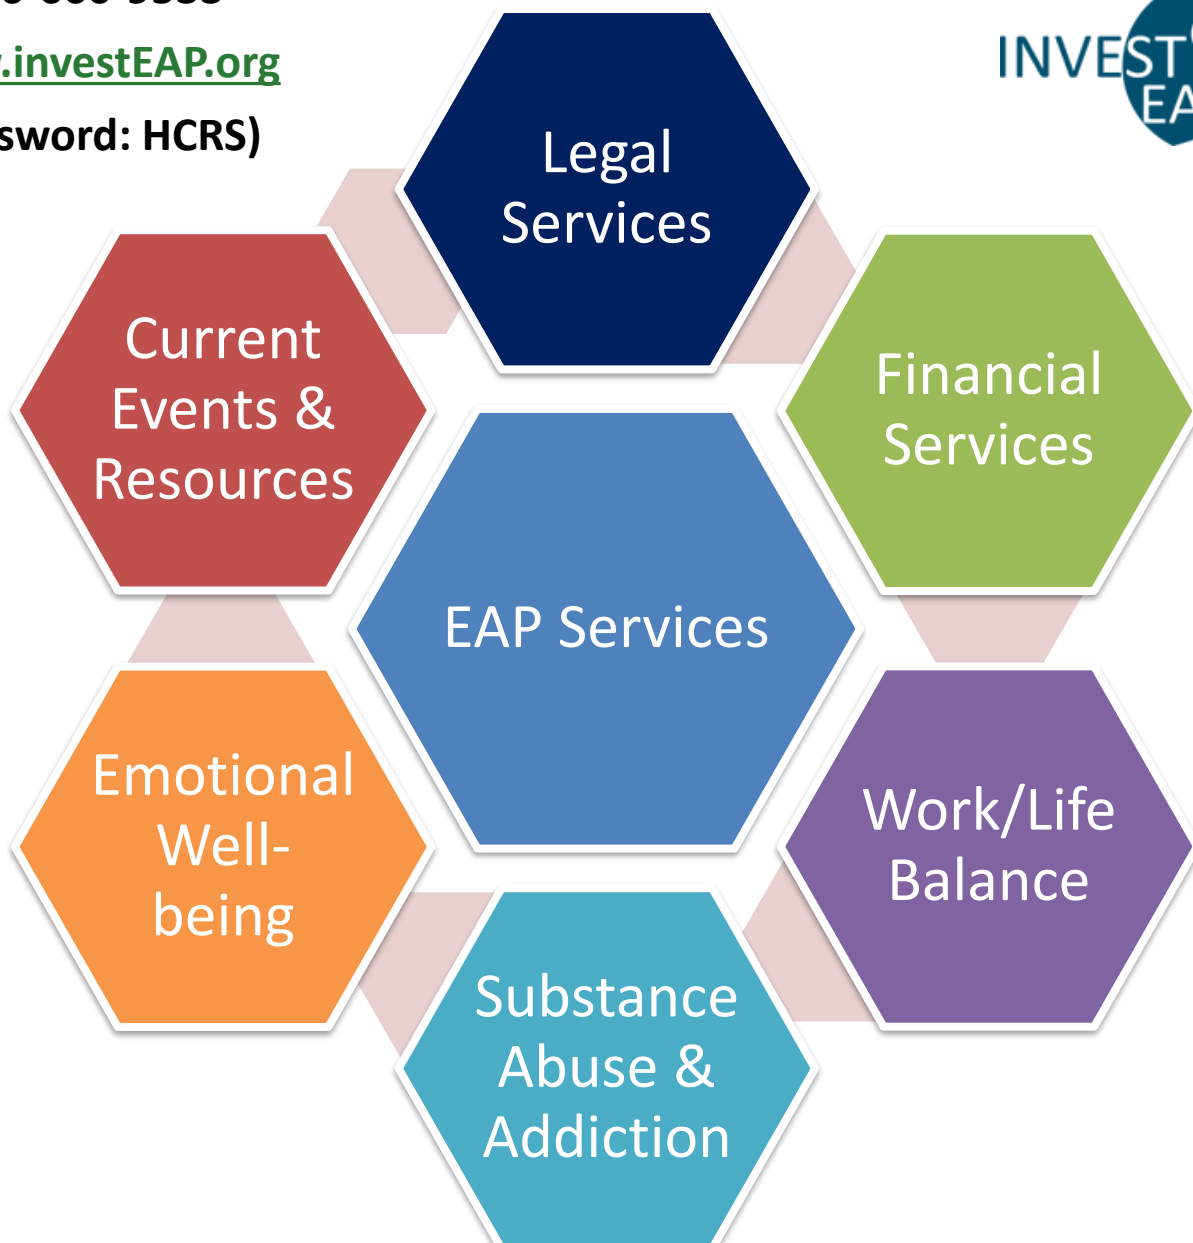 .investEAP.org
sword: HCRS)
INVEST
EA
Legal
Services
Current
Events &
Resources
Financial
Services
EAP Services
Emotional
Well-
being
Work/Life
Balance
Substance
Abuse &
Addiction